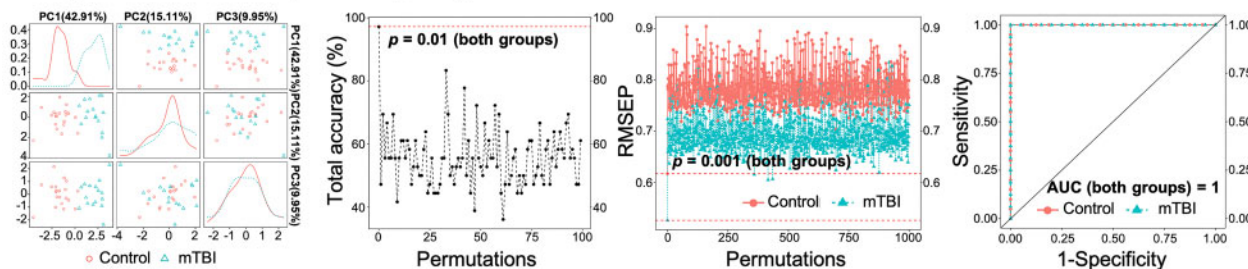 PC1(42.91%) PC2(15.11%) PC3(9.95%)
0.4
0.3
0.2
0.1
0.0
PC1(42.91%)
2
0
2
4
PC2(15.11%)
2
1
0
-1
-2
PC3(9.95%)
-2.5 0.0 2.5 -4 -2 0 2 -2 -1 0 1 2
Control mTBI
Total accuracy (%)
100
80
60
40
p = 0.01 (both groups)
100
80
60
40
0 25 50 75 100
Permutations
RMSEP
0.9
0.8
0.7
0.6
p = 0.001 (both groups)
Control mTBI
0.9
0.8
0.7
0.6
0 250 500 750 1000
Permutations
Sensitivity
1.00
0.75
0.50
0.25
0.00
AUC (both groups) = 1
Control mTBI
1.00
0.75
0.50
0.25
0.00
0.00 0.25 0.50 0.75 1.00
1-Specificity